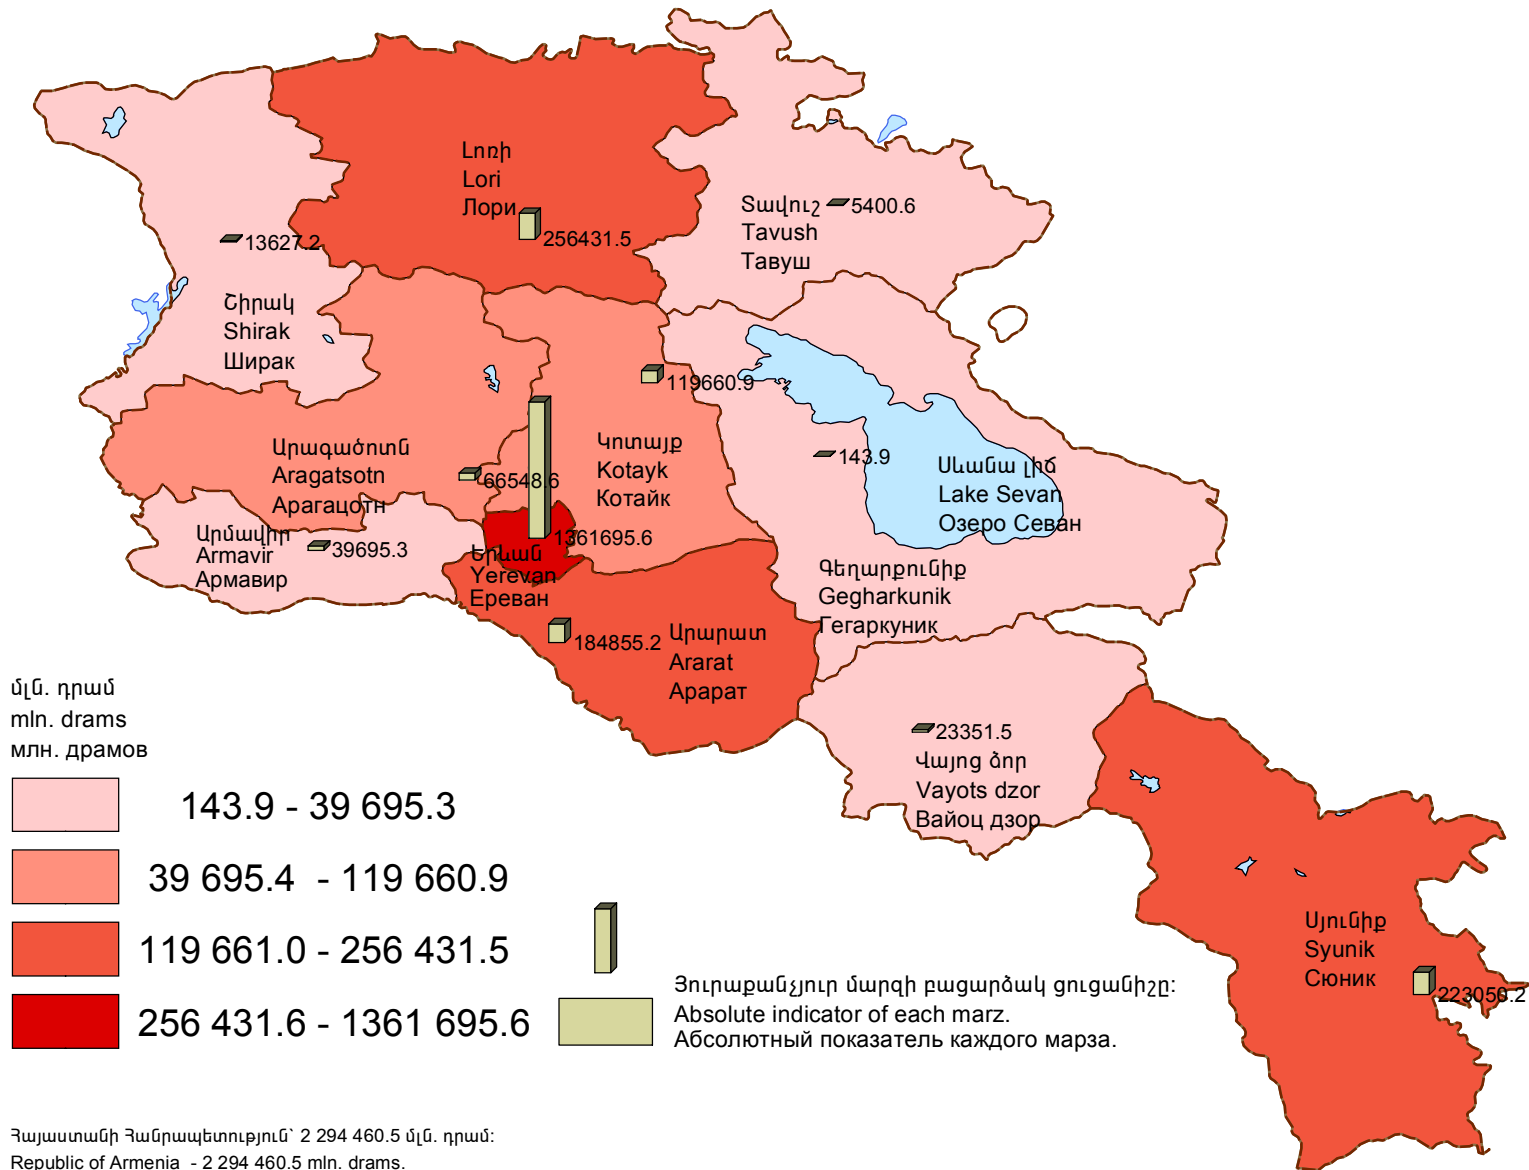 Լոռի
Lori
Лори
256431.5
Տավուշ
Tavush
Тавуш
5400.6
13627.2
Շիրակ
Shirak
Ширак
119660.9
Կոտայք
Kotayk
Котайк
Արագածոտն
Aragatsotn
Арагацотн
66548.6
143.9
Սևանա լիճ
Lake Sevan
Озеро Севан
Արմավիր
Armavir
Армавир
39695.3
1361695.6
Երևան
Yerevan
Ереван
Գեղարքունիք
Gegharkunik
Гегаркуник
184855.2
Արարատ
Ararat
Арарат
23351.5
Վայոց ձոր
Vayots dzor
Вайоц дзор
Սյունիք
Syunik
Сюник
223050.2
մլն. դրամ
mln. drams
млн. драмов
143.9 - 39 695.3
39 695.4 - 119 660.9
119 661.0 - 256 431.5
256 431.6 - 1361 695.6
Յուրաքանչյուր մարզի բացարձակ ցուցանիշը:
Absolute indicator of each marz.
Абсолютный показатель каждого марза.
Հայաստանի Հանրապետություն՝ 2 294 460.5 մլն. դրամ:
Republic of Armenia - 2 294 460.5 mln. drams.